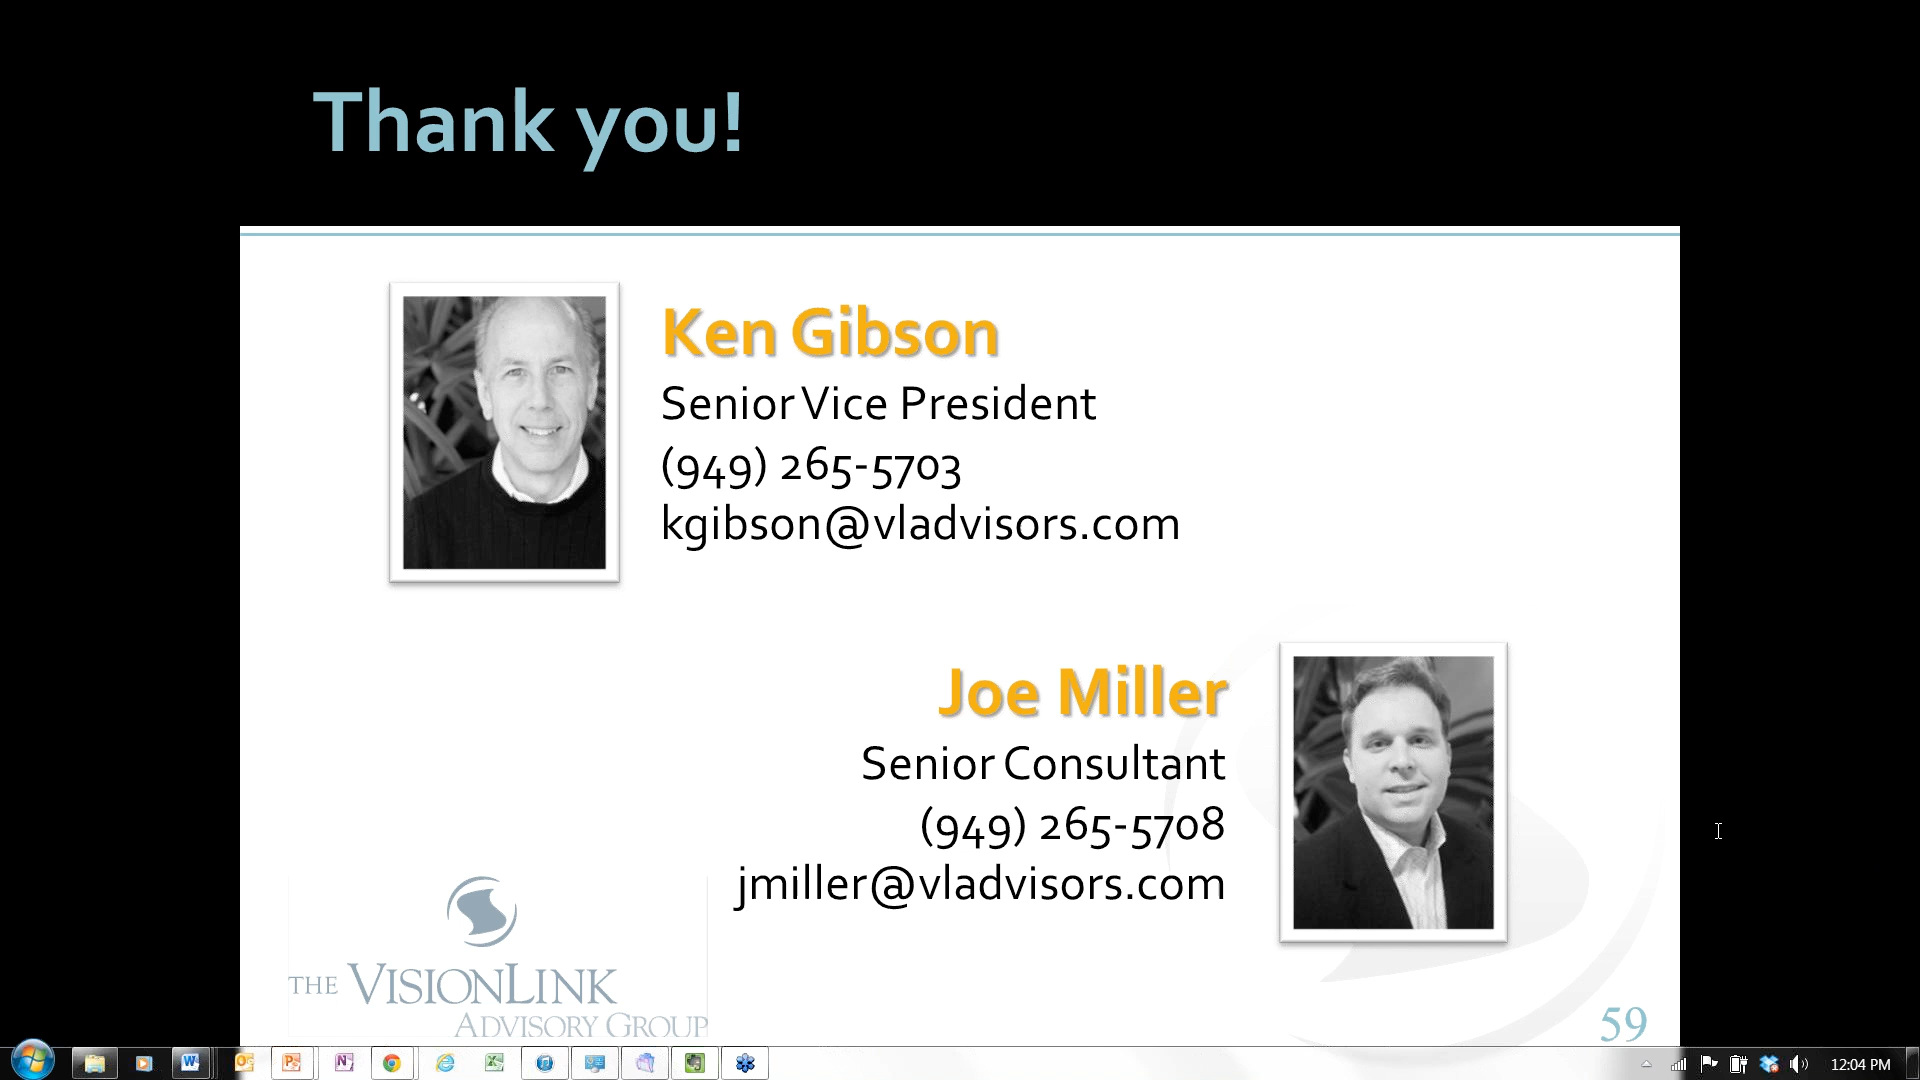 Thank you!
Ken Gibson
Senior Vice President
(949) 265-5703
kgibson@vladvisors.com
Joe Miller
Senior Consultant
(949) 265-5708
jmiller@vladvisors.com
THE VISIONLINK
ADVISORY GROUP
59
12:04 PM